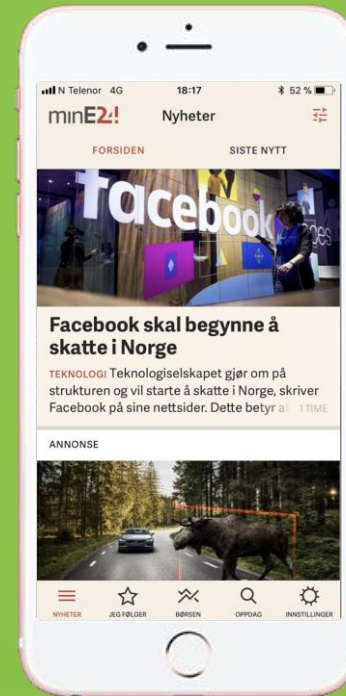 N Telenor 4G 18:17 52 %
minE24! Nyheter
FORSIDEN SISTE NYTT
facebook
Facebook skal begynne å
skatte i Norge
TEKNOLOGI Teknologiselskapet gjør om på
strukturen og vil starte å skatte i Norge, skriver
Facebook på sine nettsider. Dette betyr at 1 TIME
ANNONSE
NYHETER JEG FØLGER BØRSEN OPPDAG INNSTILLINGER